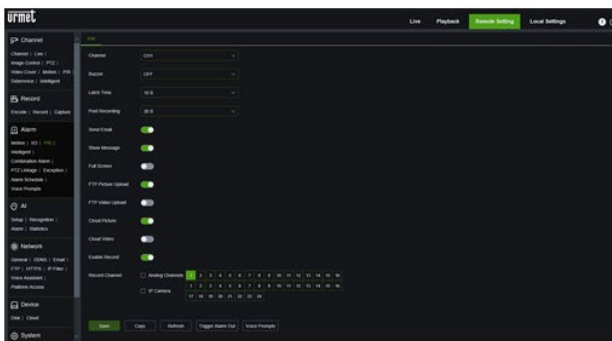 urmet
Live Playback Remote Setting Local Settings
Channel
Channel | Live |
Image Control | PTZ |
Video Cover | Motion | PIR |
Deterrence | Intelligent
Record
Encode | Record | Capture
Alarm
Motion | I/O | PIR |
Intelligent |
Combination Alarm |
PTZ Linkage | Exception |
Alarm Schedule |
Voice Prompts
AI
Setup | Recognition |
Alarm | Statistics
Network
General | DDNS | Email |
FTP | HTTPS | IP Filter |
Voice Assistant |
Platform Access
Device
Disk | Cloud
System
PIR
Channel CH1
Buzzer OFF
Latch Time 10 S
Post Recording 30 S
Send Email
Show Message
Full Screen
FTP Picture Upload
FTP Video Upload
Cloud Picture
Cloud Video
Enable Record
Record Channel Analog Channels 1 2 3 4 5 6 7 8 9 10 11 12 13 14 15 16
IP Camera 1 2 3 4 5 6 7 8 9 10 11 12 13 14 15 16
17 18 19 20 21 22 23 24
Save Copy Refresh Trigger Alarm Out Voice Prompts